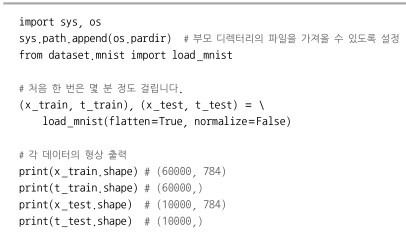 import sys, os
sys.path.append(os.pardir)  # 부모 디렉터리의 파일을 가져올 수 있도록 설정
from dataset.mnist import load_mnist

# 처음 한 번은 몇 분 정도 걸립니다.
(x_train, t_train), (x_test, t_test) = \
    load_mnist(flatten=True, normalize=False)

# 각 데이터의 형상 출력
print(x_train.shape) # (60000, 784)
print(t_train.shape) # (60000,)
print(x_test.shape)  # (10000, 784)
print(t_test.shape)  # (10000,)